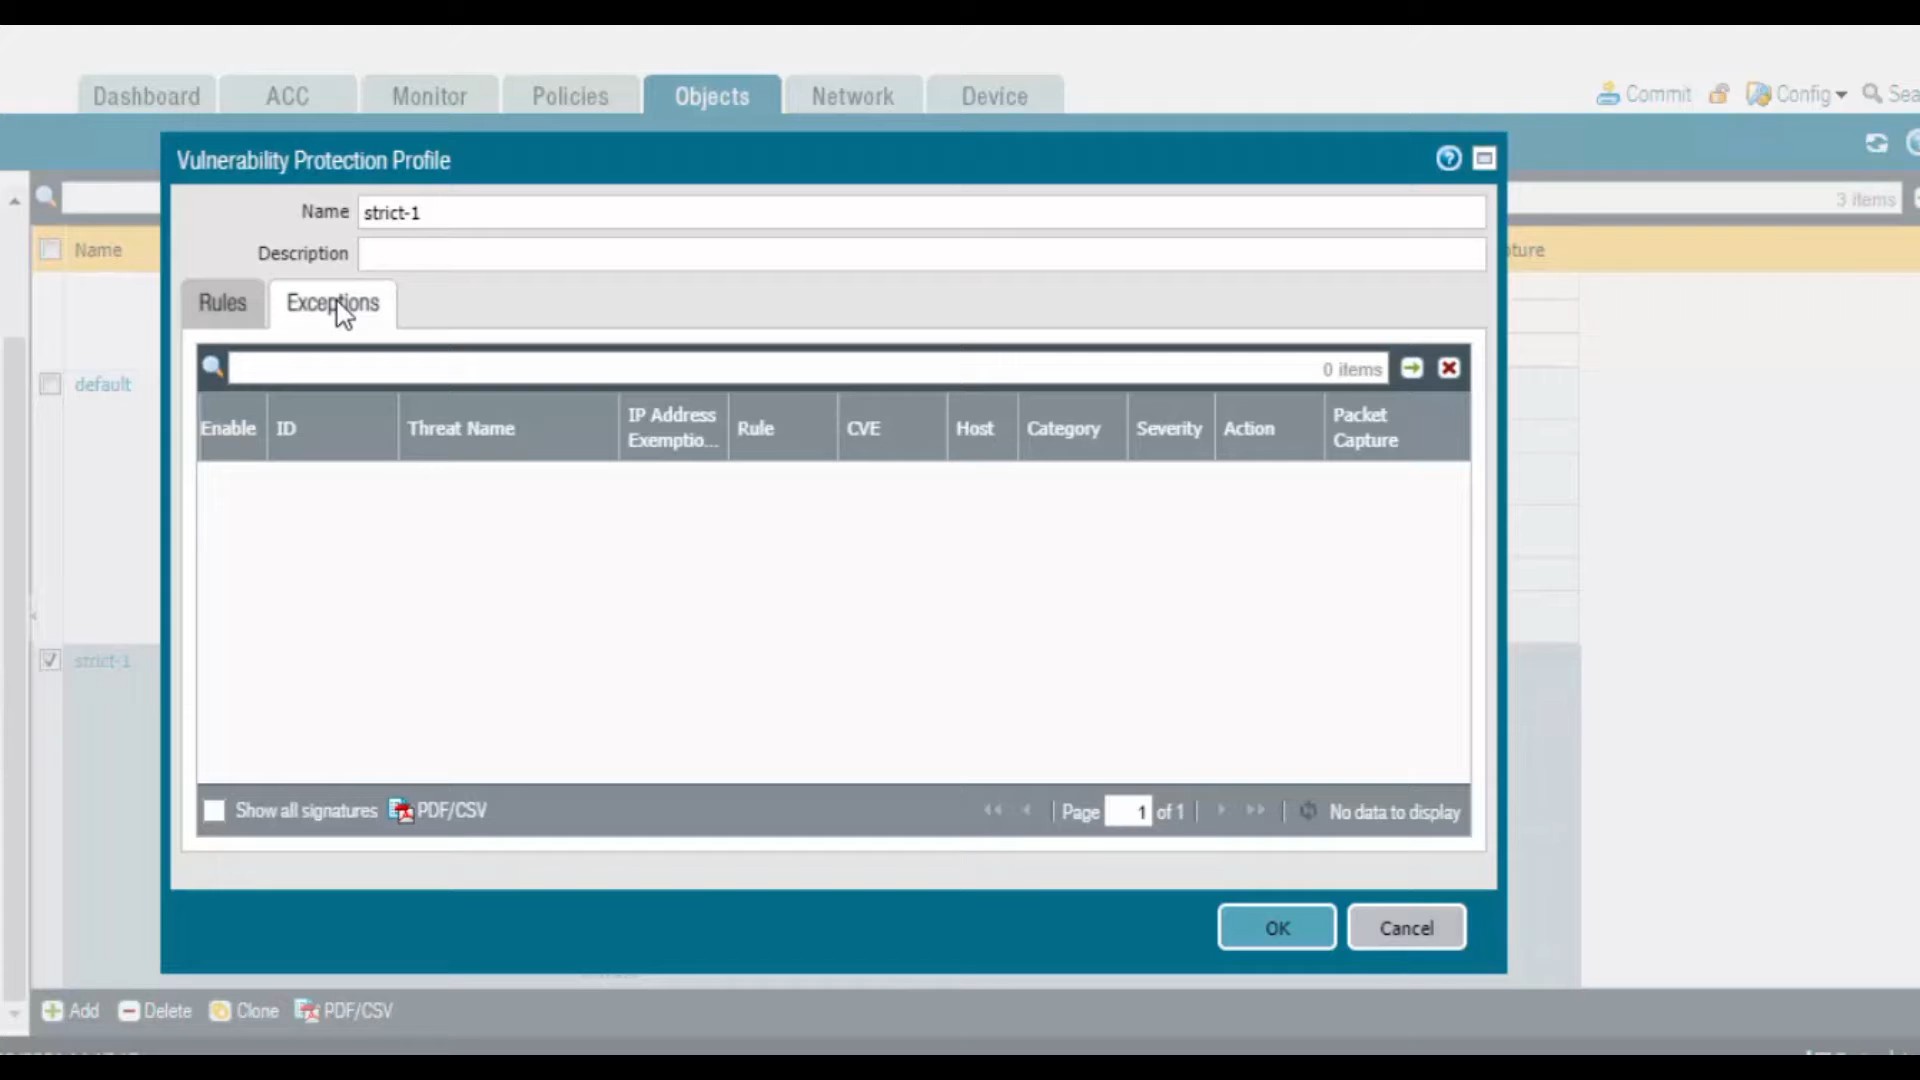 Dashboard ACC Monitor Policies Objects Network Device Commit Config Sea
Vulnerability Protection Profile
Name strict-1
3 items
Description
Name
Rules Exceptions
0 items
default
Enable ID Threat Name IP Address Exemptio... Rule CVE Host Category Severity Action Packet Capture
strict-1
Show all signatures PDF/CSV Page 1 of 1 No data to display
OK Cancel
Add Delete Clone PDF/CSV